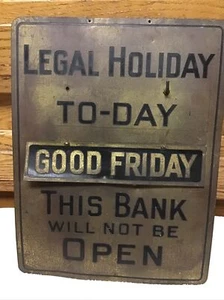 LEGAL HOLIDAY
TO-DAY
GOOD FRIDAY
THIS BANK
WILL NOT BE
OPEN